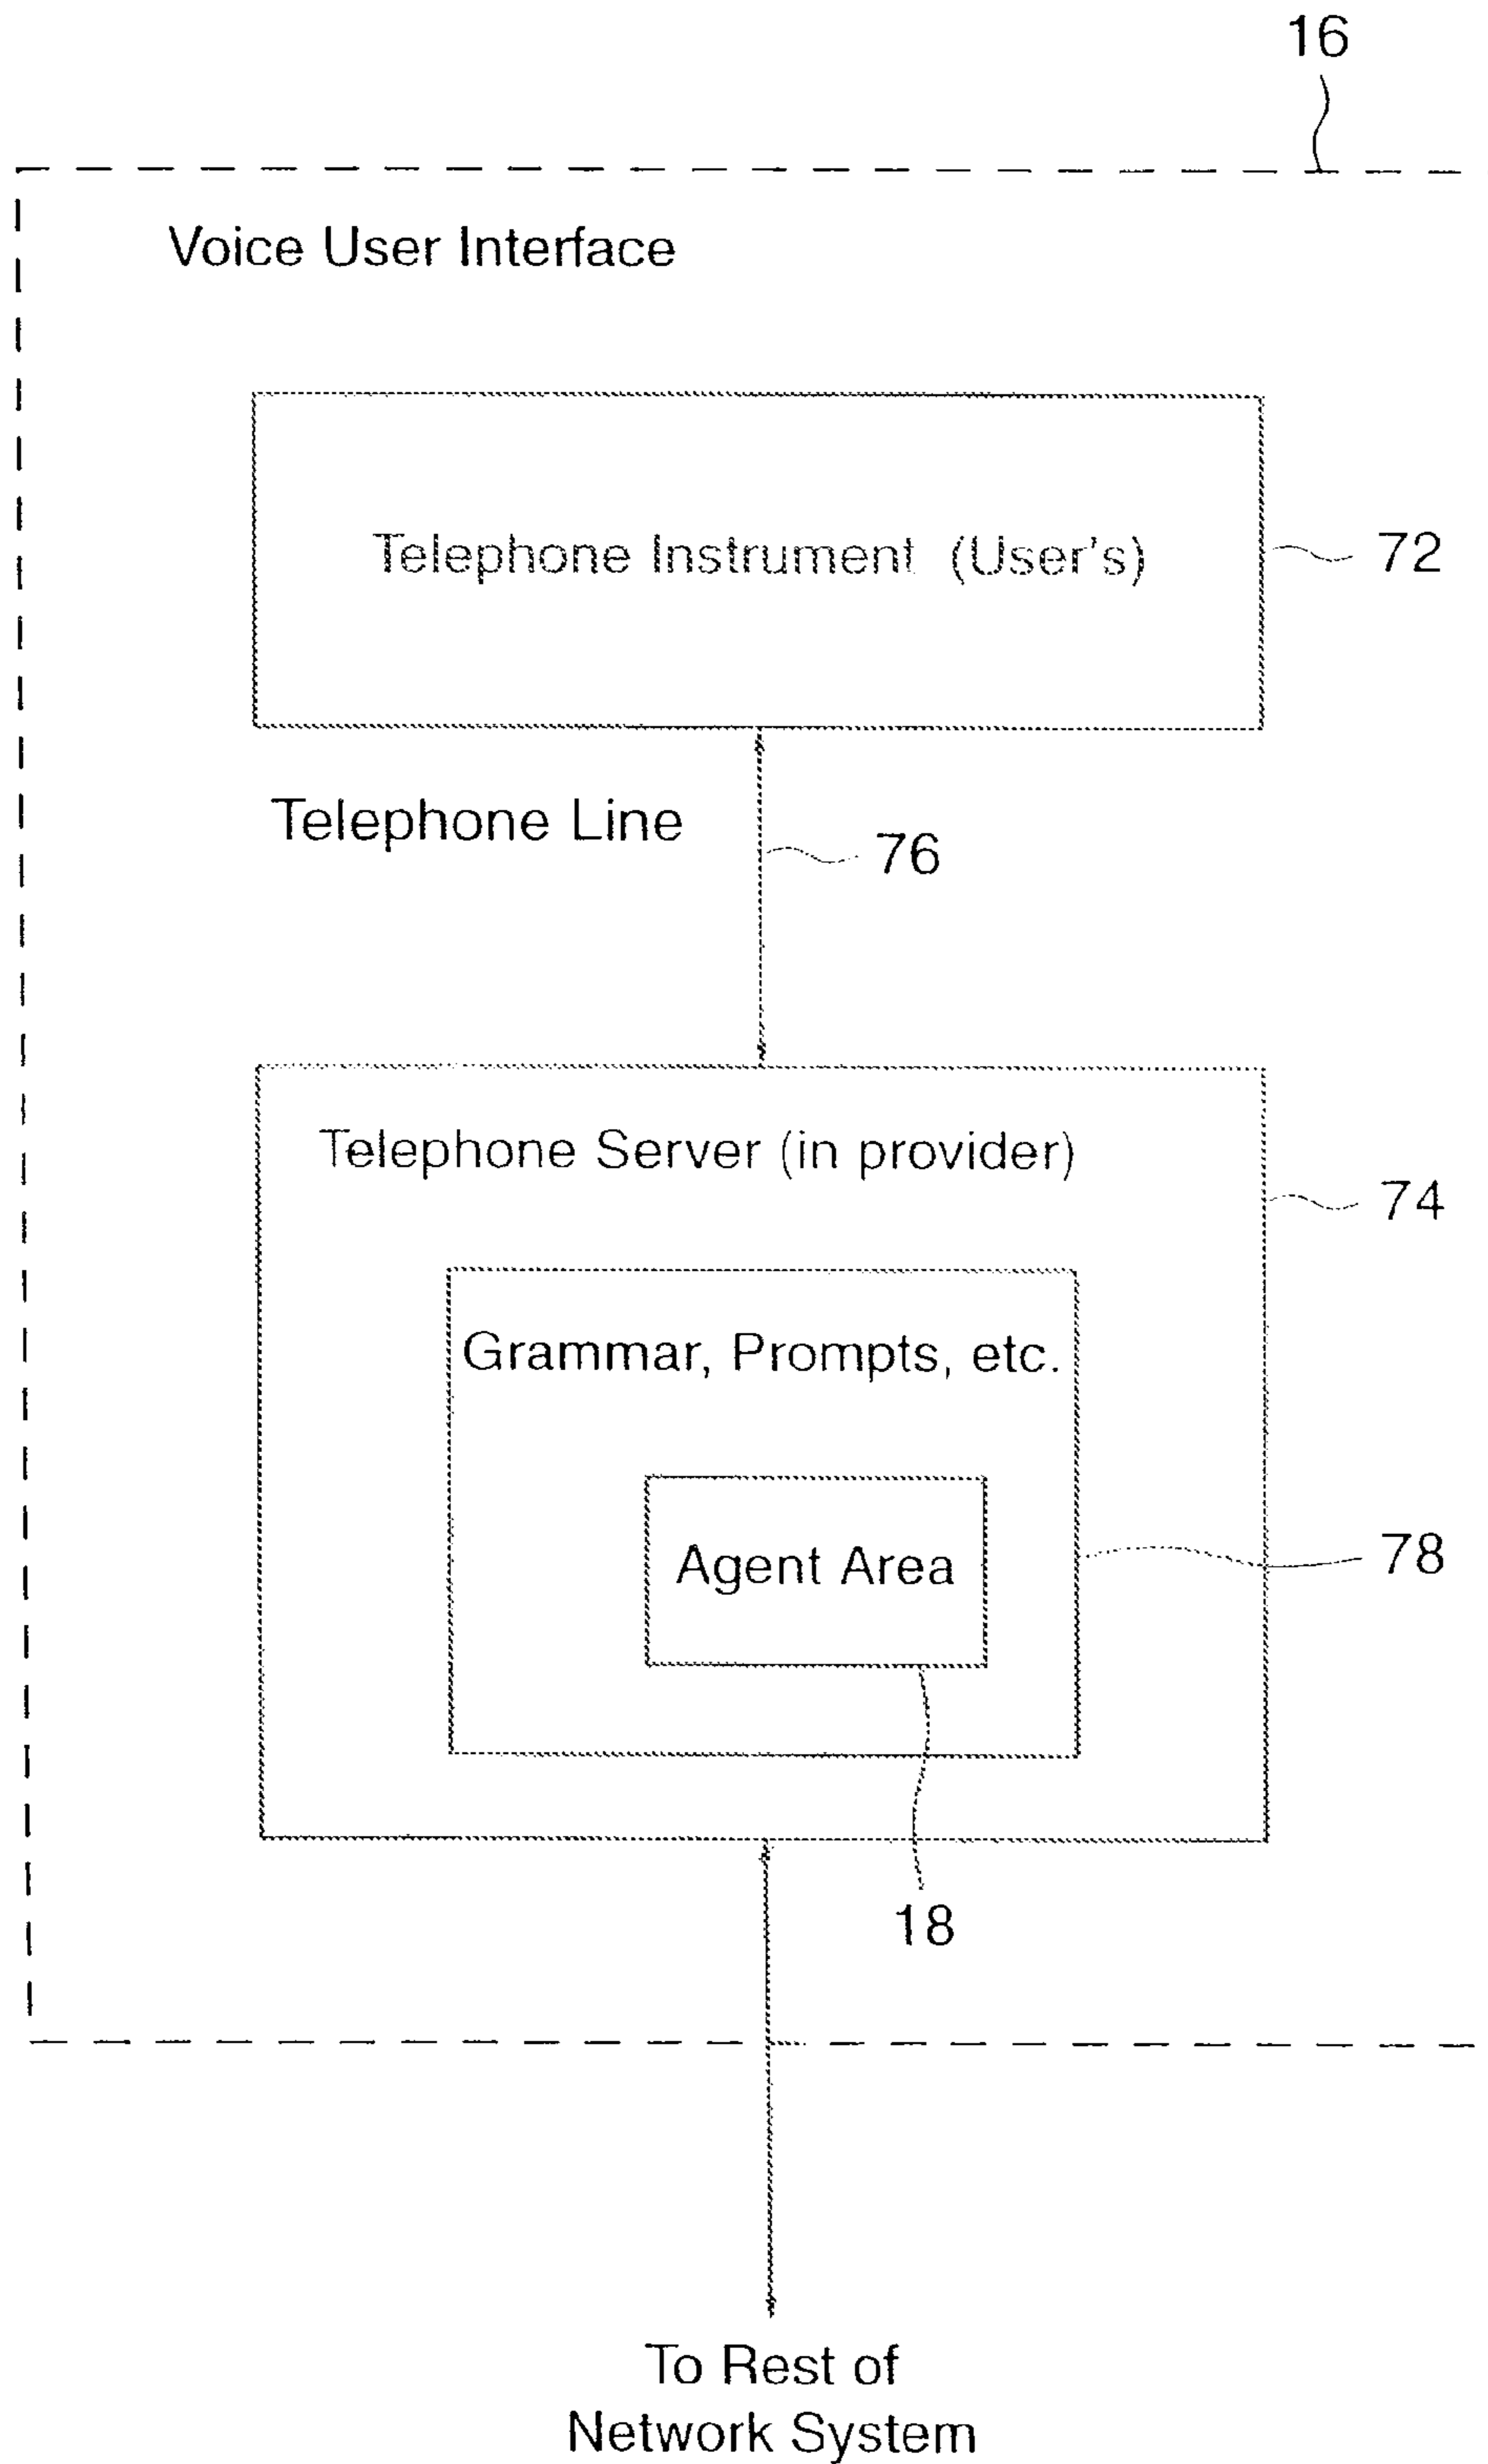 16
Voice User Interface
Telephone Instrument (User's)
72
Telephone Line
76
Telephone Server (in provider)
74
Grammar, Prompts, etc.
Agent Area
78
18
To Rest of
Network System